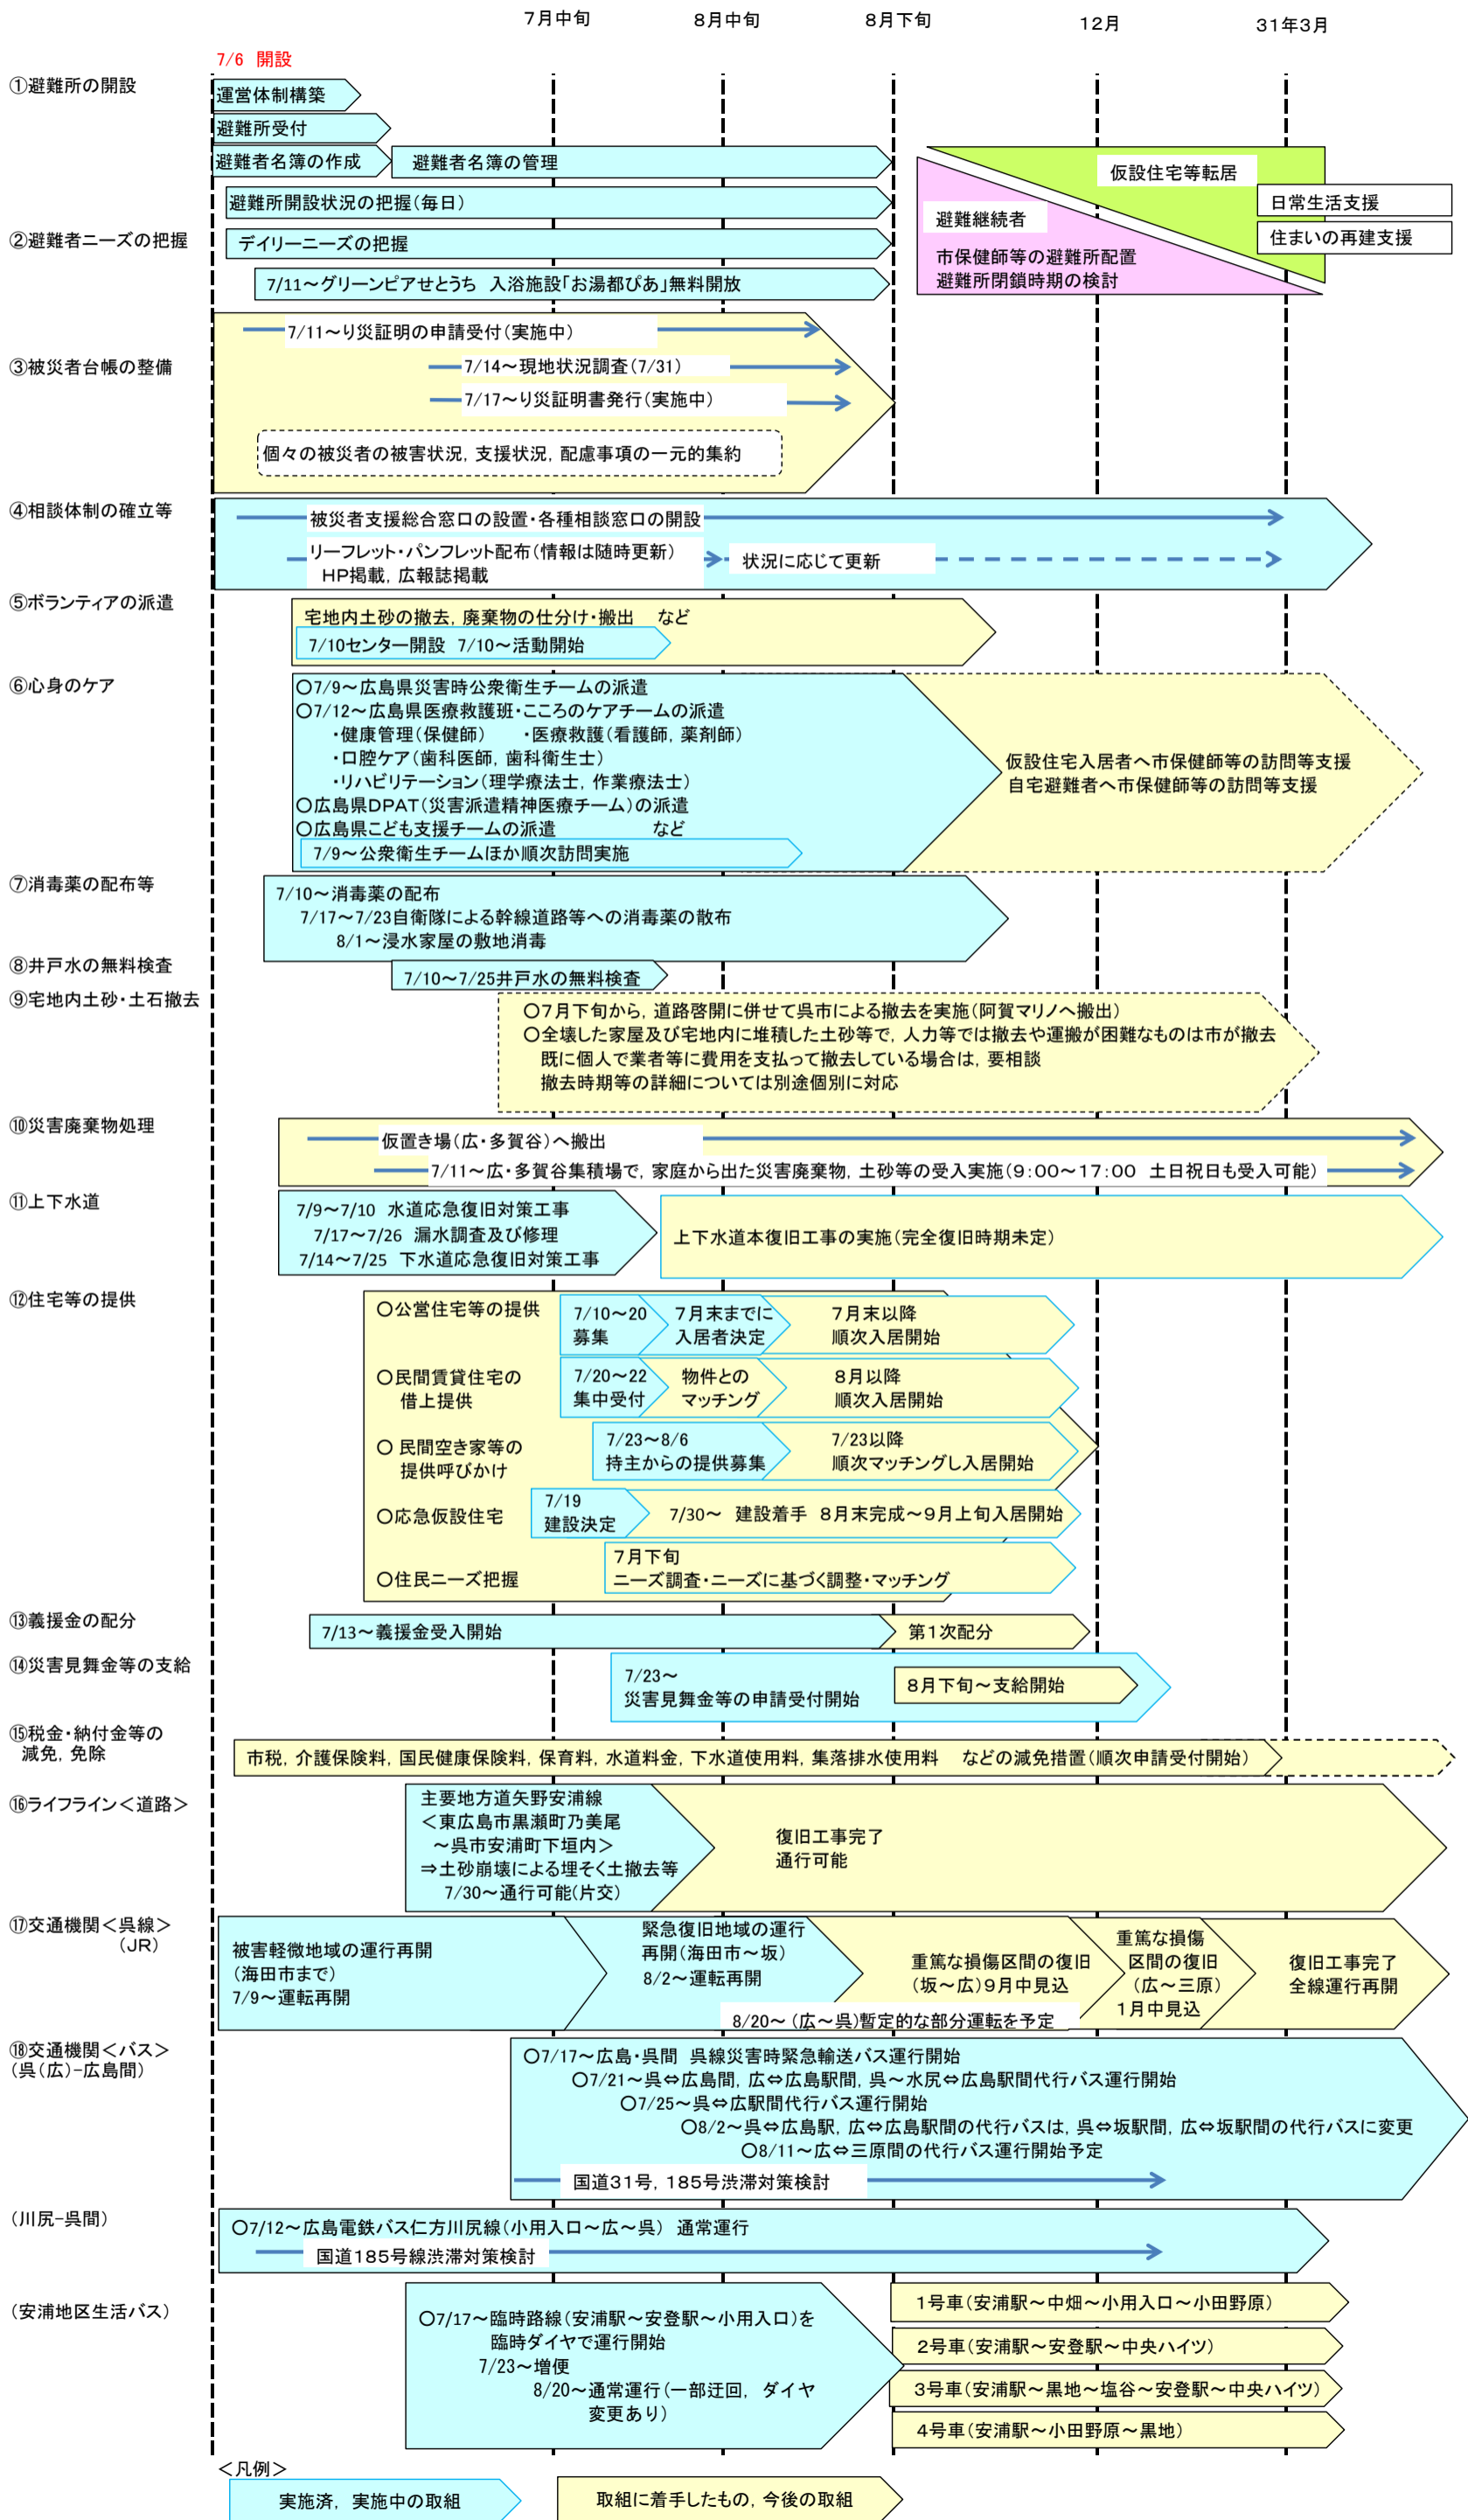 7月中旬
8月中旬
8月下旬
12月
31年3月
7/6 開設
①避難所の開設
運営体制構築
避難所受付
避難者名簿の作成
避難者名簿の管理
避難所開設状況の把握(毎日)
仮設住宅等転居
日常生活支援
住まいの再建支援
避難継続者
市保健師等の避難所配置
避難所閉鎖時期の検討
②避難者ニーズの把握
デイリーニーズの把握
7/11～グリーンピアせとうち 入浴施設「お湯都ぴあ」無料開放
③被災者台帳の整備
7/11～り災証明の申請受付(実施中)
7/14～現地状況調査(7/31)
7/17～り災証明書発行(実施中)
個々の被災者の被害状況，支援状況，配慮事項の一元的集約
④相談体制の確立等
被災者支援総合窓口の設置・各種相談窓口の開設
リーフレット・パンフレット配布(情報は随時更新)
HP掲載，広報誌掲載
状況に応じて更新
⑤ボランティアの派遣
宅地内土砂の撤去，廃棄物の仕分け・搬出 など
7/10センター開設 7/10～活動開始
⑥心身のケア
○7/9～広島県災害時公衆衛生チームの派遣
○7/12～広島県医療救護班・こころのケアチームの派遣
・健康管理(保健師) ・医療救護(看護師，薬剤師)
・口腔ケア(歯科医師，歯科衛生士)
・リハビリテーション(理学療法士，作業療法士)
○広島県DPAT(災害派遣精神医療チーム)の派遣
○広島県こども支援チームの派遣 など
7/9～公衆衛生チームほか順次訪問実施
仮設住宅入居者へ市保健師等の訪問等支援
自宅避難者へ市保健師等の訪問等支援
⑦消毒薬の配布等
7/10～消毒薬の配布
7/17～7/23自衛隊による幹線道路等への消毒薬の散布
8/1～浸水家屋の敷地消毒
⑧井戸水の無料検査
7/10～7/25井戸水の無料検査
⑨宅地内土砂・土石撤去
○7月下旬から，道路啓開に併せて呉市による撤去を実施(阿賀マリノへ搬出)
○全壊した家屋及び宅地内に堆積した土砂等で，人力等では撤去や運搬が困難なものは市が撤去
既に個人で業者等に費用を支払って撤去している場合は，要相談
撤去時期等の詳細については別途個別に対応
⑩災害廃棄物処理
仮置き場(広・多賀谷)へ搬出
7/11～広・多賀谷集積場で，家庭から出た災害廃棄物，土砂等の受入実施(9:00～17:00 土日祝日も受入可能)
⑪上下水道
7/9～7/10 水道応急復旧対策工事
7/17～7/26 漏水調査及び修理
7/14～7/25 下水道応急復旧対策工事
上下水道本復旧工事の実施(完全復旧時期未定)
⑫住宅等の提供
○公営住宅等の提供
7/10～20
募集
7月末までに
入居者決定
7月末以降
順次入居開始
○民間賃貸住宅の
借上提供
7/20～22
集中受付
物件との
マッチング
8月以降
順次入居開始
○ 民間空き家等の
提供呼びかけ
7/23～8/6
持主からの提供募集
7/23以降
順次マッチングし入居開始
○応急仮設住宅
7/19
建設決定
7/30～ 建設着手 8月末完成～9月上旬入居開始
○住民ニーズ把握
7月下旬
ニーズ調査・ニーズに基づく調整・マッチング
⑬義援金の配分
7/13～義援金受入開始
第1次配分
⑭災害見舞金等の支給
7/23～
災害見舞金等の申請受付開始
8月下旬～支給開始
⑮税金・納付金等の
減免，免除
市税，介護保険料，国民健康保険料，保育料，水道料金，下水道使用料，集落排水使用料 などの減免措置(順次申請受付開始)
⑯ライフライン＜道路＞
主要地方道矢野安浦線
＜東広島市黒瀬町乃美尾
～呉市安浦町下垣内＞
⇒土砂崩壊による埋そく土撤去等
7/30～通行可能(片交)
復旧工事完了
通行可能
⑰交通機関＜呉線＞
(JR)
被害軽微地域の運行再開
(海田市まで)
7/9～運転再開
緊急復旧地域の運行
再開(海田市～坂)
8/2～運転再開
重篤な損傷区間の復旧
(坂～広)9月中見込
8/20～ (広～呉)暫定的な部分運転を予定
重篤な損傷
区間の復旧
(広～三原)
1月中見込
復旧工事完了
全線運行再開
⑱交通機関＜バス＞
(呉(広)－広島間)
○7/17～広島・呉間 呉線災害時緊急輸送バス運行開始
○7/21～呉⇔広島間，広⇔広島駅間，呉～水尻⇔広島駅間代行バス運行開始
○7/25～呉⇔広駅間代行バス運行開始
○8/2～呉⇔広島駅，広⇔広島駅間の代行バスは，呉⇔坂駅間，広⇔坂駅間の代行バスに変更
○8/11～広⇔三原間の代行バス運行開始予定
国道31号，185号渋滞対策検討
(川尻－呉間)
○7/12～広島電鉄バス仁方川尻線(小用入口～広～呉) 通常運行
国道185号線渋滞対策検討
(安浦地区生活バス)
○7/17～臨時路線(安浦駅～安登駅～小用入口)を
臨時ダイヤで運行開始
7/23～増便
8/20～通常運行(一部迂回，ダイヤ
変更あり)
1号車(安浦駅～中畑～小用入口～小田野原)
2号車(安浦駅～安登駅～中央ハイツ)
3号車(安浦駅～黒地～塩谷～安登駅～中央ハイツ)
4号車(安浦駅～小田野原～黒地)
＜凡例＞
実施済，実施中の取組
取組に着手したもの，今後の取組